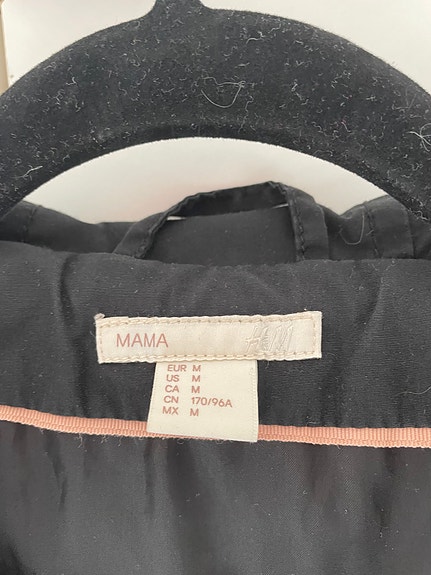 MAMA H&M
EUR M
US M
CA M
CN 170/96A
MX M